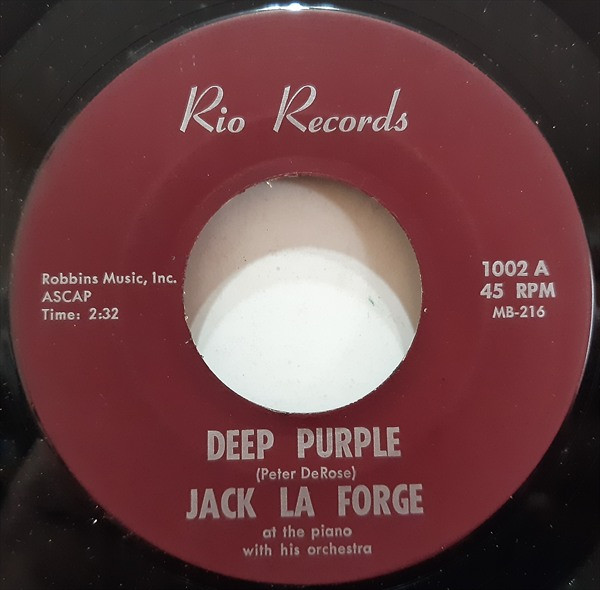 Rio Records
Robbins Music, Inc.
ASCAP
Time: 2:32
1002 A
45 RPM
MB-216
DEEP PURPLE
(Peter DeRose)
JACK LA FORGE
at the piano
with his orchestra